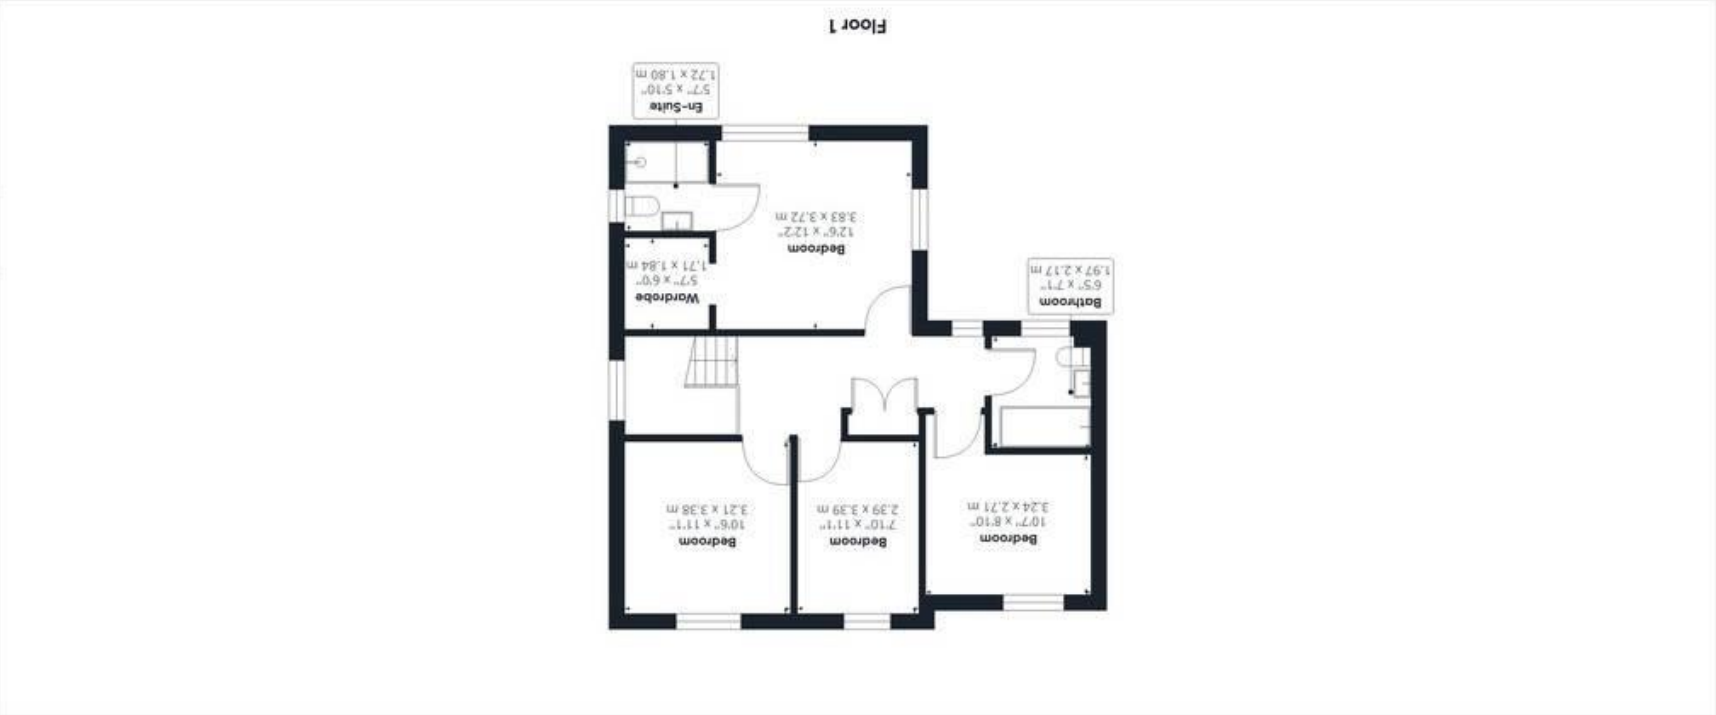 Bedroom
10'7" x 8'10"
3.24 x 2.71 m
Bedroom
7'10" x 11'1"
2.39 x 3.39 m
Bedroom
10'6" x 11'1"
3.21 x 3.38 m
Bathroom
6'5" x 7'1"
1.97 x 2.17 m
Wardrobe
5'7" x 6'0"
1.71 x 1.84 m
Bedroom
12'6" x 12'2"
3.83 x 3.72 m
En-Suite
5'7" x 5'10"
1.72 x 1.80 m
Floor 1